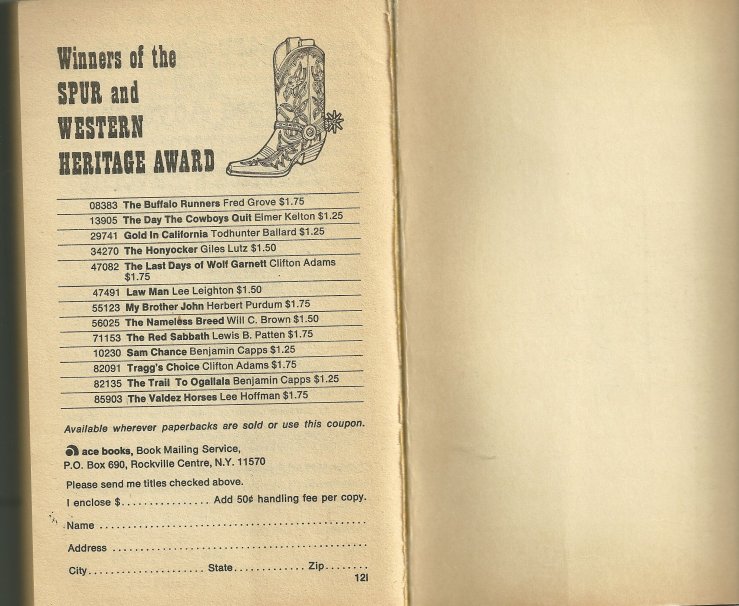 Winners of the
SPUR and
WESTERN
HERITAGE AWARD
08383 The Buffalo Runners Fred Grove $1.75
13905 The Day The Cowboys Quit Elmer Kelton $1.25
29741 Gold In California Todhunter Ballard $1.25
34270 The Honyocker Giles Lutz $1.50
47082 The Last Days of Wolf Garnett Clifton Adams
$1.75
47491 Law Man Lee Leighton $1.50
55123 My Brother John Herbert Purdum $1.75
56025 The Nameless Breed Will C. Brown $1.50
71153 The Red Sabbath Lewis B. Patten $1.75
10230 Sam Chance Benjamin Capps $1.25
82091 Tragg's Choice Clifton Adams $1.75
82135 The Trail To Ogallala Benjamin Capps $1.25
85903 The Valdez Horses Lee Hoffman $1.75
Available wherever paperbacks are sold or use this coupon.
ace books, Book Mailing Service,
P.O. Box 690, Rockville Centre, N.Y. 11570
Please send me titles checked above.
I enclose $................ Add 50¢ handling fee per copy.
Name ................................................
Address .............................................
City..................... State............. Zip........
12I